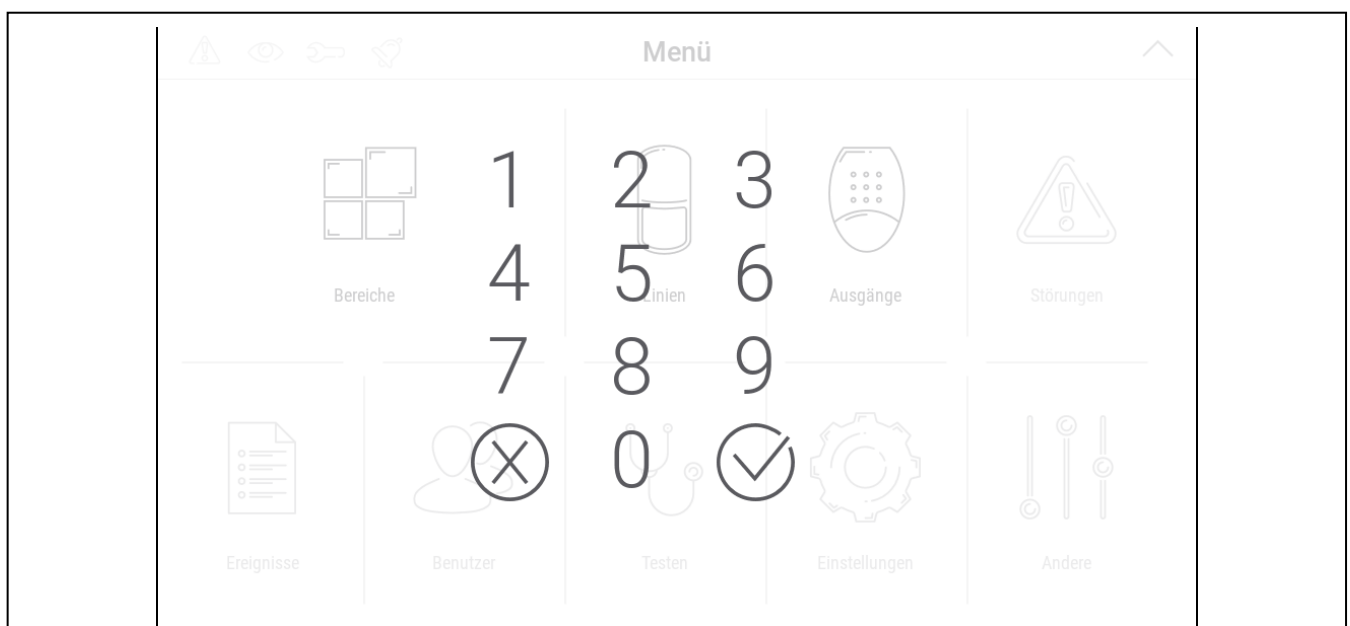 Menü
1 2 3
4 5 6
Bereiche Linien Ausgänge Störungen
7 8 9
0
Ereignisse Benutzer Testen Einstellungen Andere